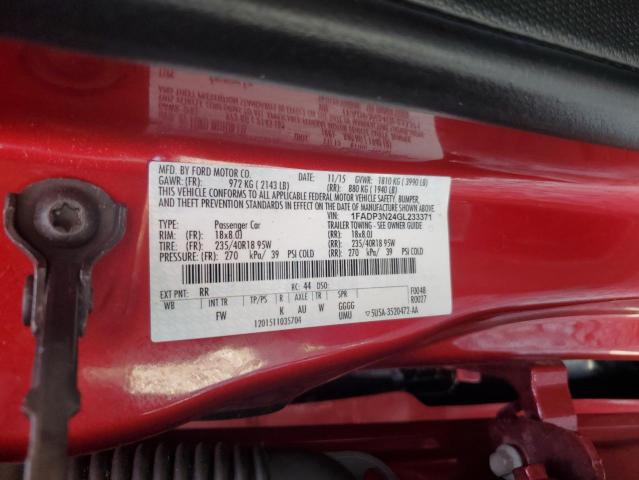 MFD. BY FORD MOTOR CO. DATE: 11/15 GVWR: 1810 KG ( 3990 LB)
GAWR: (FR): 972 KG ( 2143 LB) (RR): 880 KG ( 1940 LB)
THIS VEHICLE CONFORMS TO ALL APPLICABLE FEDERAL MOTOR VEHICLE SAFETY, BUMPER,
AND THEFT PREVENTION STANDARDS IN EFFECT ON THE DATE OF MANUFACTURE SHOWN ABOVE.
VIN: 1FADP3N24GL233371
TYPE: Passenger Car TRAILER TOWING - SEE OWNER GUIDE
RIM: (FR): 18x8.0J (RR): 18x8.0J
TIRE: (FR): 235/40R18 95W (RR): 235/40R18 95W
PRESSURE: (FR): 270 kPa/ 39 PSI COLD (RR): 270 kPa/ 39 PSI COLD
EXT PNT: RR RC: 44 DSO: F0048
WB INT TR TP/PS R AXLE TR SPR R0027
FW K AU W GGGG
1201511035704 UMU 5USA-3520472-AA